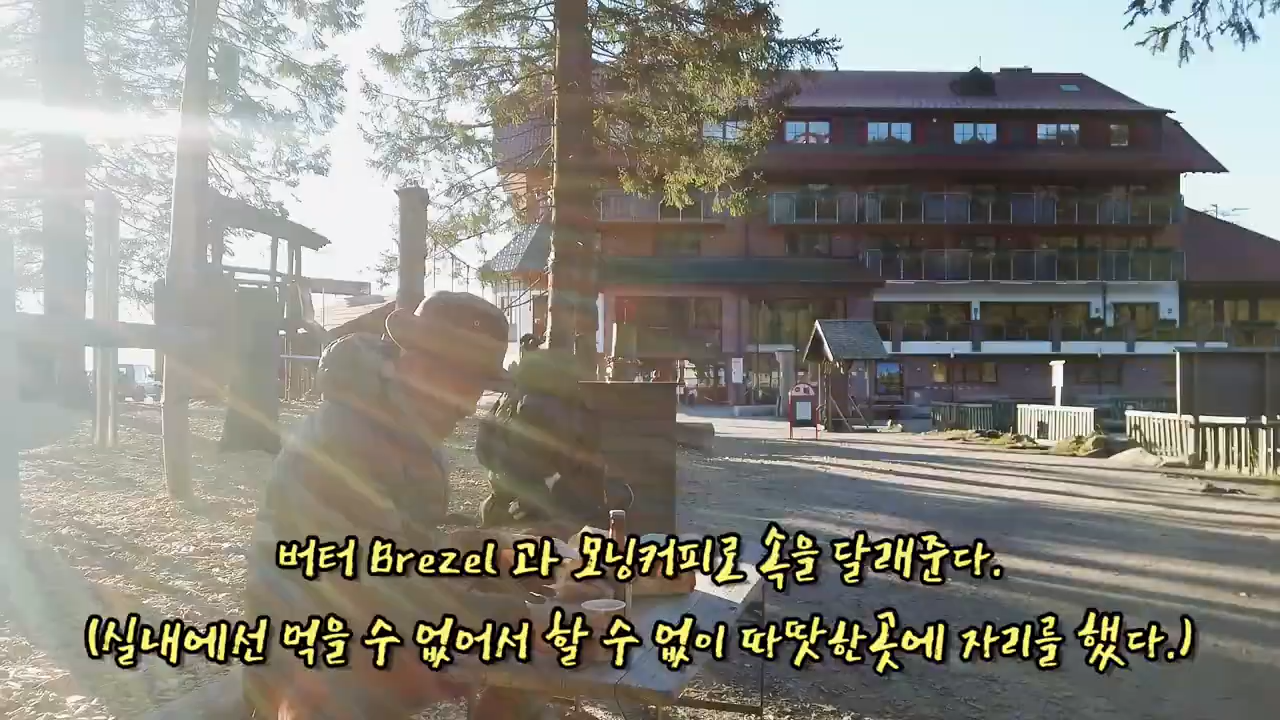 버터 Brezel 과 모닝커피로 속을 달래준다.
(실내에선 먹을 수 없어서 할 수 없이 따땃한곳에 자리를 했다.)